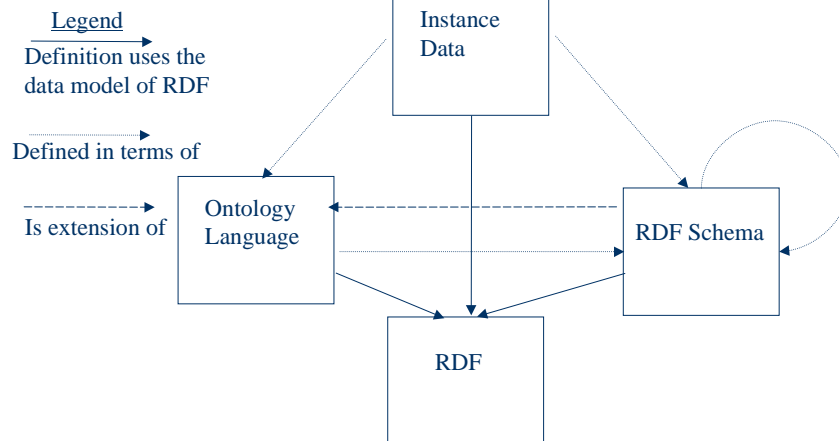 Legend
Definition uses the
data model of RDF
Defined in terms of
Is extension of
Instance
Data
Ontology
Language
RDF Schema
RDF